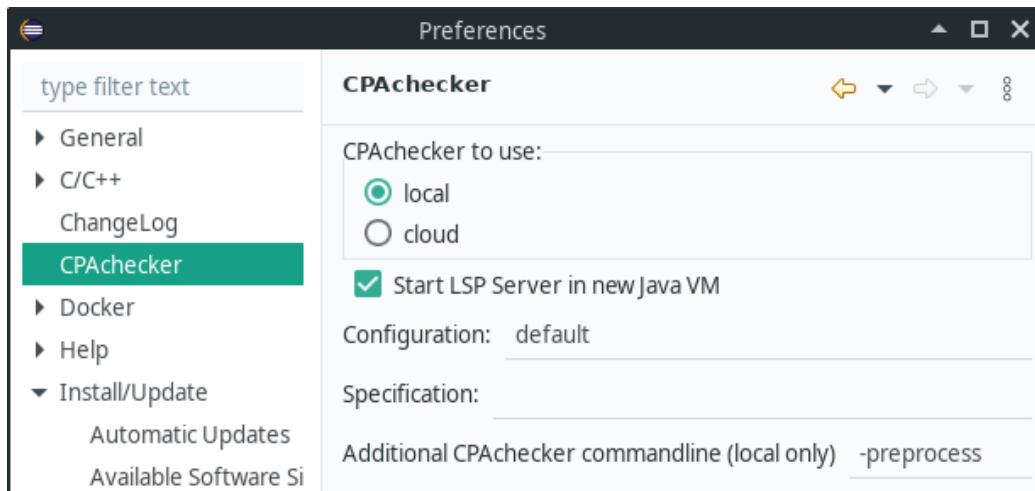 Preferences
type filter text
General
C/C++
ChangeLog
CPAchecker
Docker
Help
Install/Update
Automatic Updates
Available Software Si
CPAchecker
CPAchecker to use:
local
cloud
Start LSP Server in new Java VM
Configuration: default
Specification:
Additional CPAchecker commandline (local only) -preprocess